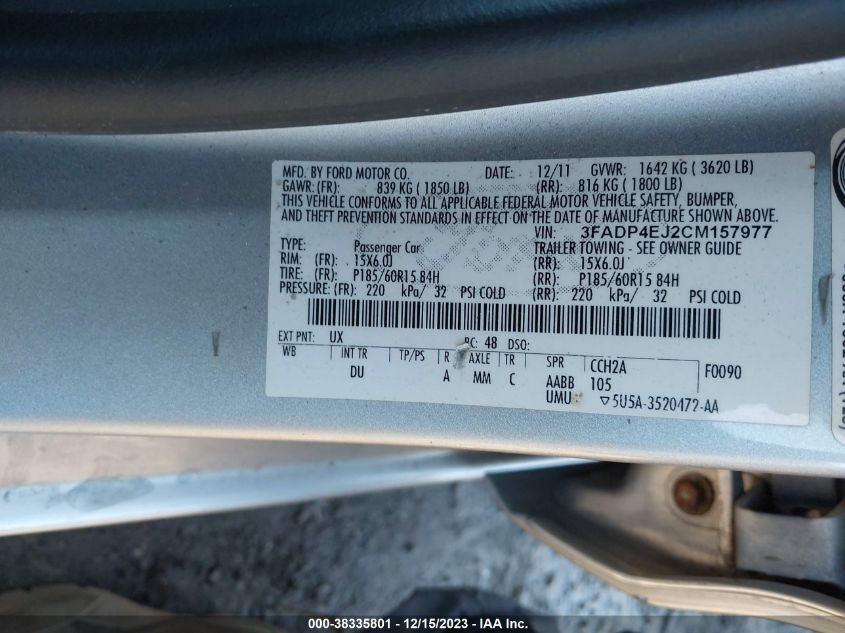 MFD. BY FORD MOTOR CO. DATE: 12/11 GVWR: 1642 KG ( 3620 LB)
GAWR: (FR): 839 KG ( 1850 LB) (RR): 816 KG ( 1800 LB)
THIS VEHICLE CONFORMS TO ALL APPLICABLE FEDERAL MOTOR VEHICLE SAFETY, BUMPER,
AND THEFT PREVENTION STANDARDS IN EFFECT ON THE DATE OF MANUFACTURE SHOWN ABOVE.
VIN: 3FADP4EJ2CM157977
TYPE: Passenger Car TRAILER TOWING - SEE OWNER GUIDE
RIM: (FR): 15X6.0J (RR): 15X6.0J
TIRE: (FR): P185/60R15 84H (RR): P185/60R15 84H
PRESSURE: (FR): 220 kPa/ 32 PSI COLD (RR): 220 kPa/ 32 PSI COLD
EXT PNT: UX RC: 48 DSO:
WB INT TR TP/PS R AXLE TR SPR CCH2A F0090
DU A MM C AABB 105
UMU: ▽5U5A-3520472-AA
000-38335801 - 12/15/2023 - IAA Inc.